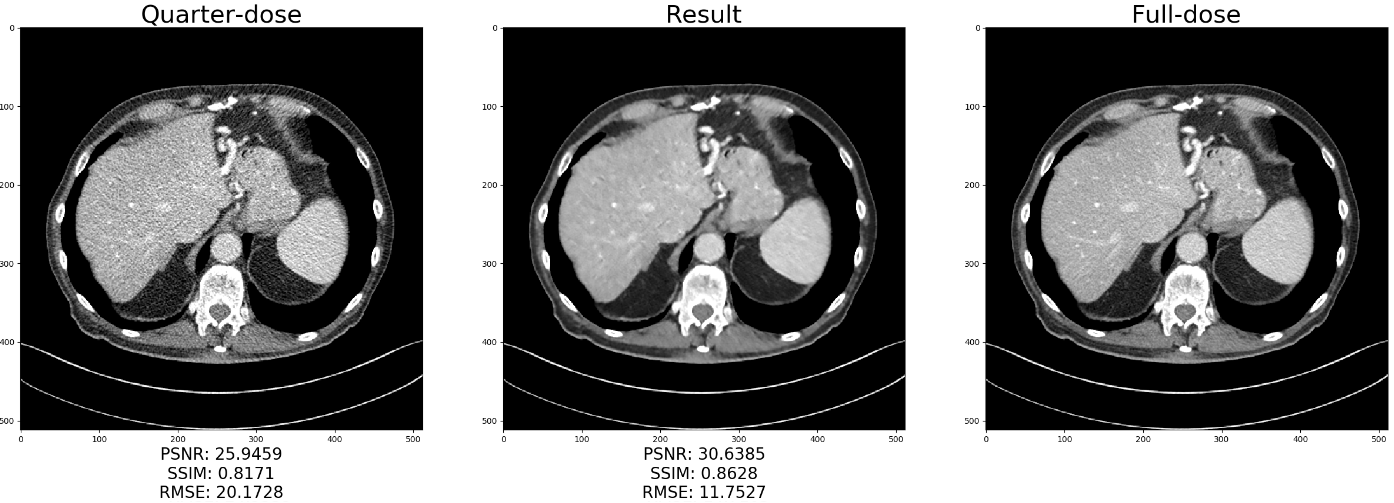 Quarter-dose
Result
Full-dose
0
100
200
300
400
500
0 100 200 300 400 500
0
100
200
300
400
500
0 100 200 300 400 500
0
100
200
300
400
500
0 100 200 300 400 500
PSNR: 25.9459
SSIM: 0.8171
RMSE: 20.1728
PSNR: 30.6385
SSIM: 0.8628
RMSE: 11.7527